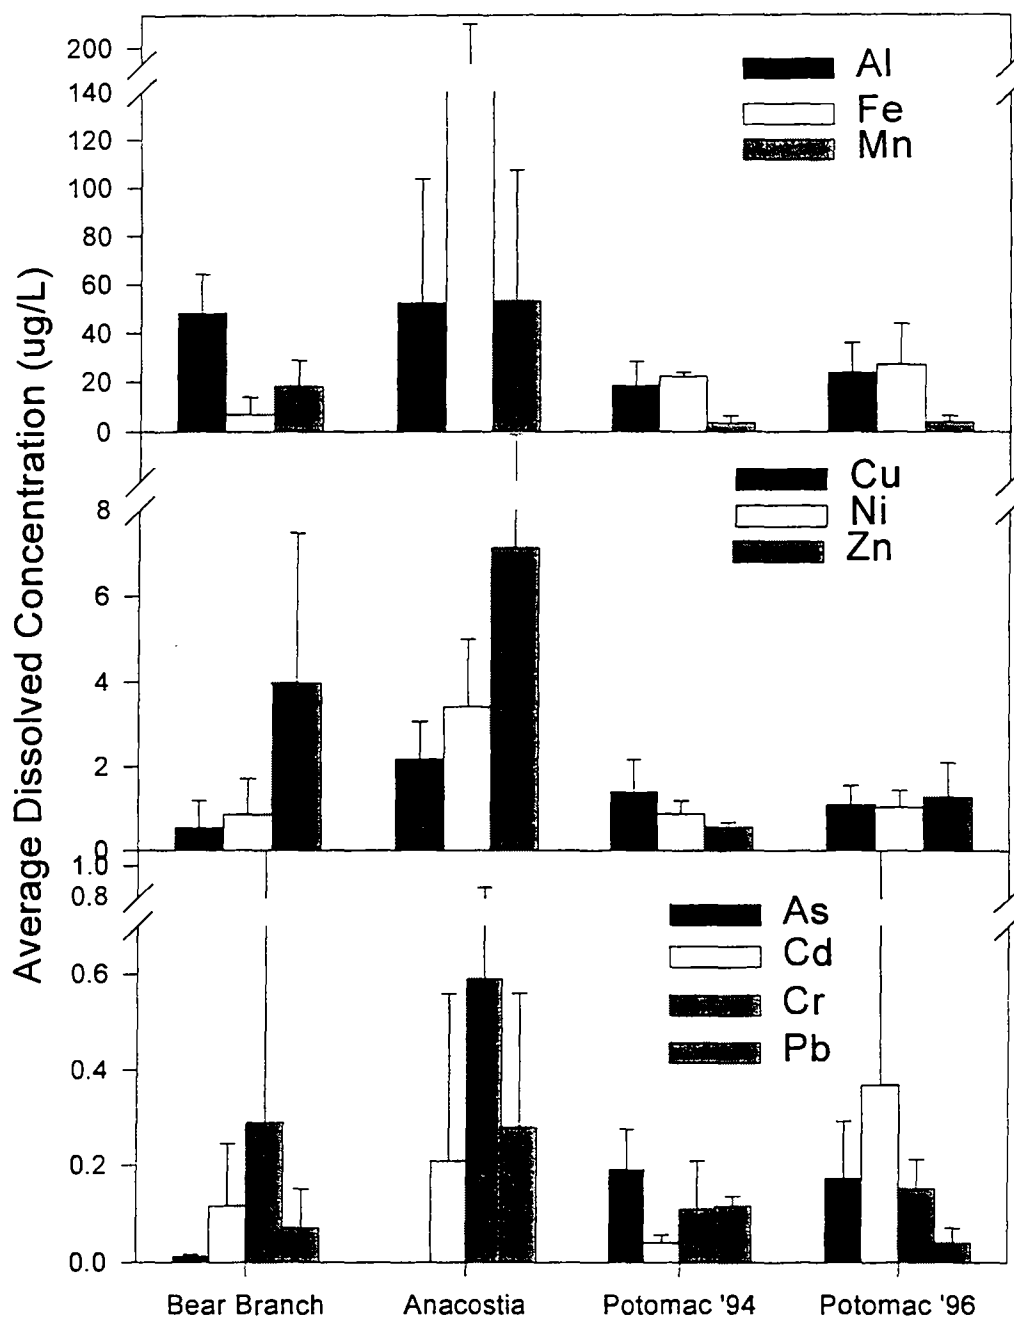 Average Dissolved Concentration (ug/L)
200
140
120
100
80
60
40
20
0
Al
Fe
Mn
8
6
4
2
0
Cu
Ni
Zn
1.0
0.8
0.6
0.4
0.2
0.0
As
Cd
Cr
Pb
Bear Branch Anacostia Potomac '94 Potomac '96